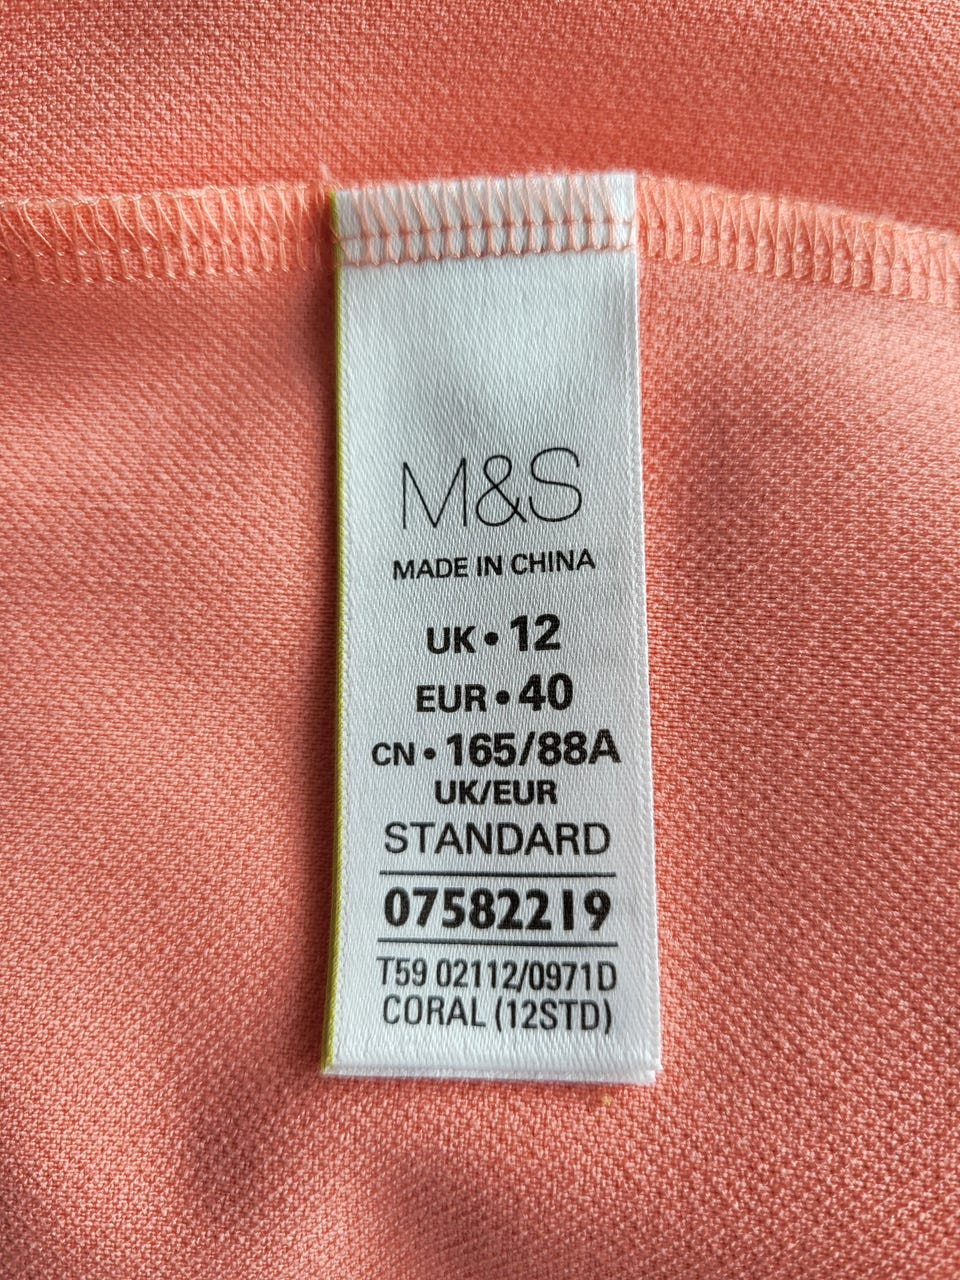 M&S
MADE IN CHINA
UK • 12
EUR • 40
CN • 165/88A
UK/EUR
STANDARD
07582219
T59 02112/0971D
CORAL (12STD)